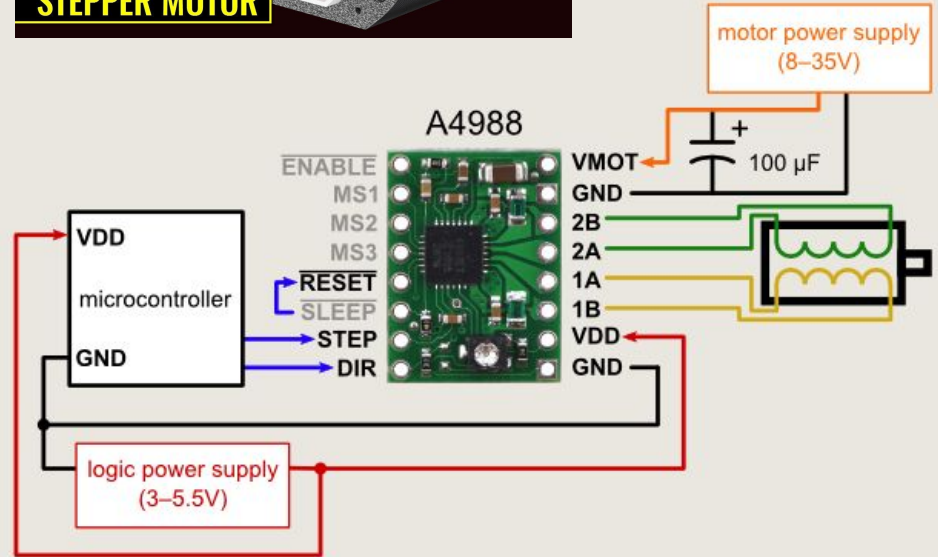 STEPPER MOTOR
motor power supply
(8–35V)
A4988
ENABLE
MS1
MS2
MS3
RESET
SLEEP
STEP
DIR
VMOT
GND
2B
2A
1A
1B
VDD
GND
+
100 µF
VDD
microcontroller
GND
logic power supply
(3–5.5V)